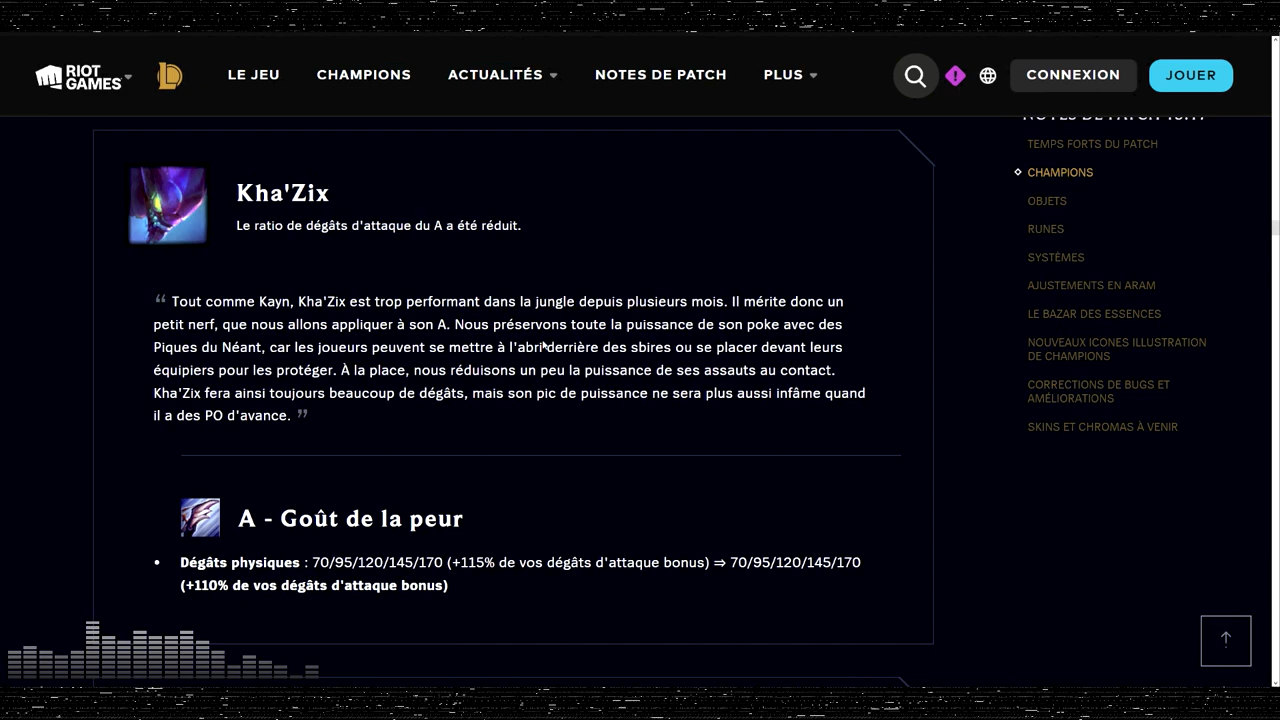 RIOT GAMES
LE JEU
CHAMPIONS
ACTUALITÉS
NOTES DE PATCH
PLUS
CONNEXION
JOUER
Kha'Zix
Le ratio de dégâts d'attaque du A a été réduit.
“ Tout comme Kayn, Kha'Zix est trop performant dans la jungle depuis plusieurs mois. Il mérite donc un
petit nerf, que nous allons appliquer à son A. Nous préservons toute la puissance de son poke avec des
Piques du Néant, car les joueurs peuvent se mettre à l'abri derrière des sbires ou se placer devant leurs
équipiers pour les protéger. À la place, nous réduisons un peu la puissance de ses assauts au contact.
Kha'Zix fera ainsi toujours beaucoup de dégâts, mais son pic de puissance ne sera plus aussi infâme quand
il a des PO d'avance. ”
A - Goût de la peur
• Dégâts physiques : 70/95/120/145/170 (+115% de vos dégâts d'attaque bonus) ⇒ 70/95/120/145/170
(+110% de vos dégâts d'attaque bonus)
NOTES DE PATCH
TEMPS FORTS DU PATCH
CHAMPIONS
OBJETS
RUNES
SYSTÈMES
AJUSTEMENTS EN ARAM
LE BAZAR DES ESSENCES
NOUVEAUX ICONES ILLUSTRATION
DE CHAMPIONS
CORRECTIONS DE BUGS ET
AMÉLIORATIONS
SKINS ET CHROMAS À VENIR